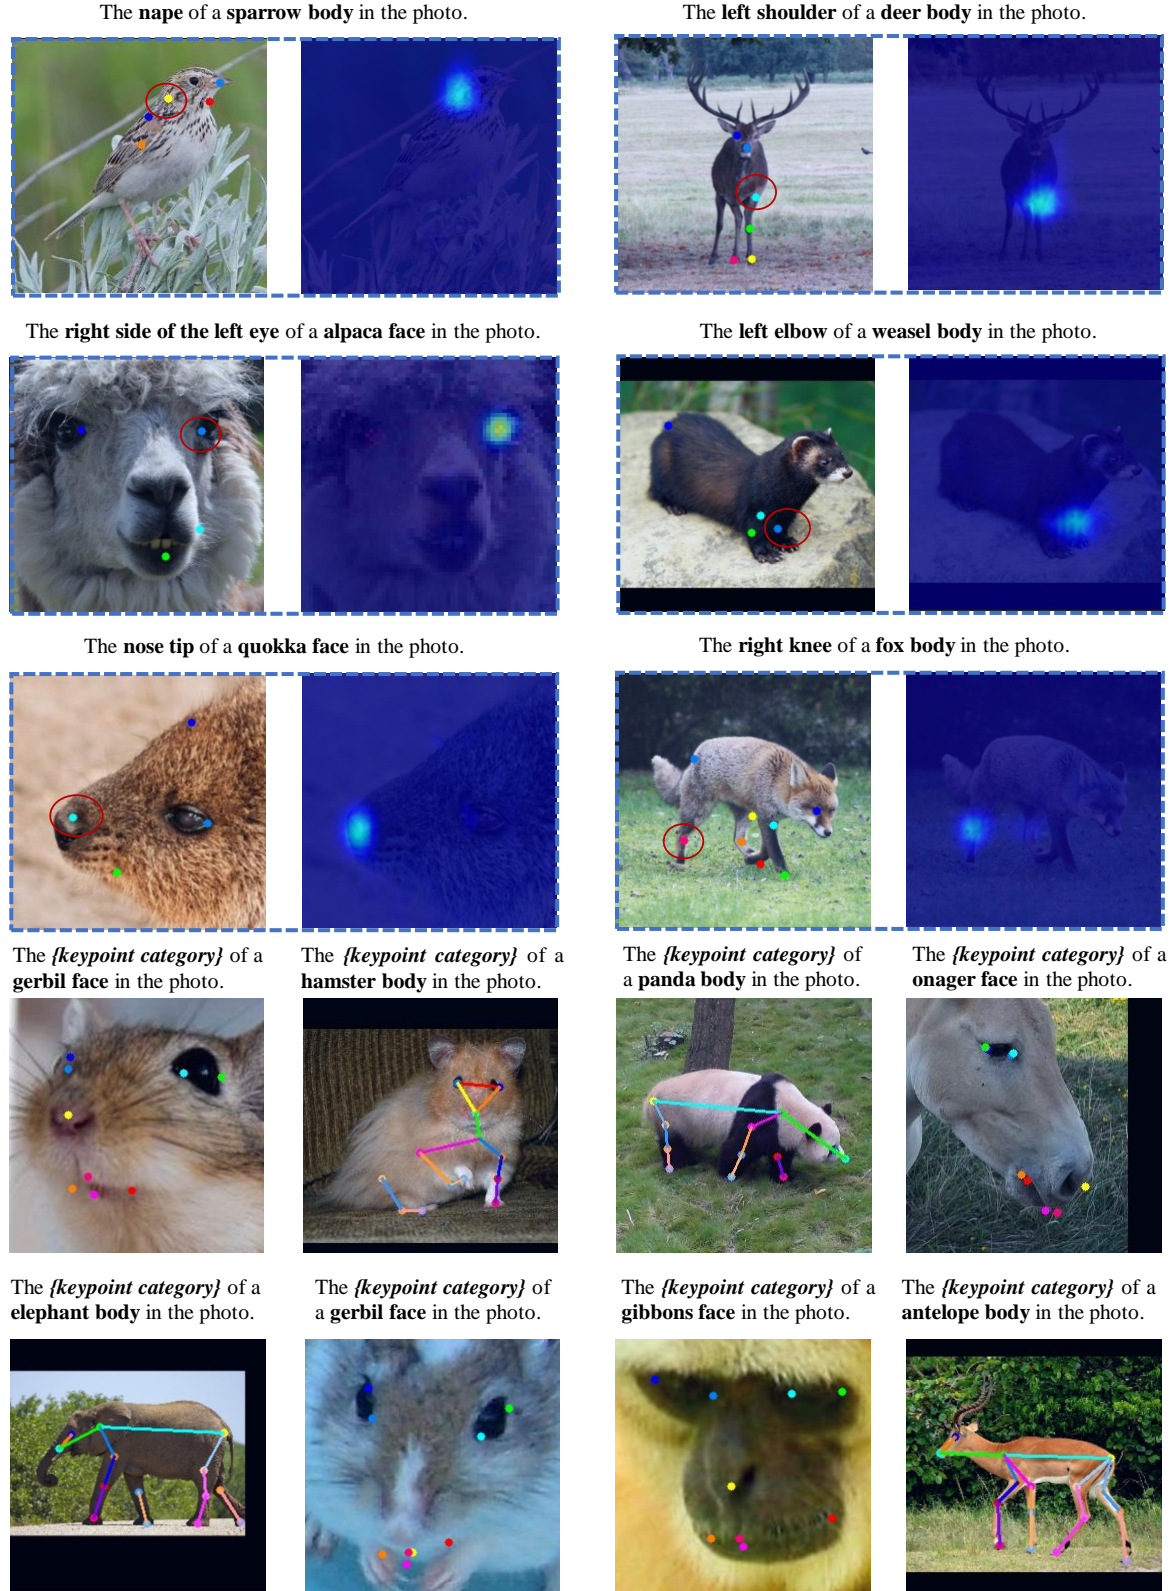 The nape of a sparrow body in the photo.
The left shoulder of a deer body in the photo.
The right side of the left eye of a alpaca face in the photo.
The left elbow of a weasel body in the photo.
The nose tip of a quokka face in the photo.
The right knee of a fox body in the photo.
The {keypoint category} of a
gerbil face in the photo.
The {keypoint category} of a
hamster body in the photo.
The {keypoint category} of
a panda body in the photo.
The {keypoint category} of a
onager face in the photo.
The {keypoint category} of a
elephant body in the photo.
The {keypoint category} of
a gerbil face in the photo.
The {keypoint category} of a
gibbons face in the photo.
The {keypoint category} of a
antelope body in the photo.